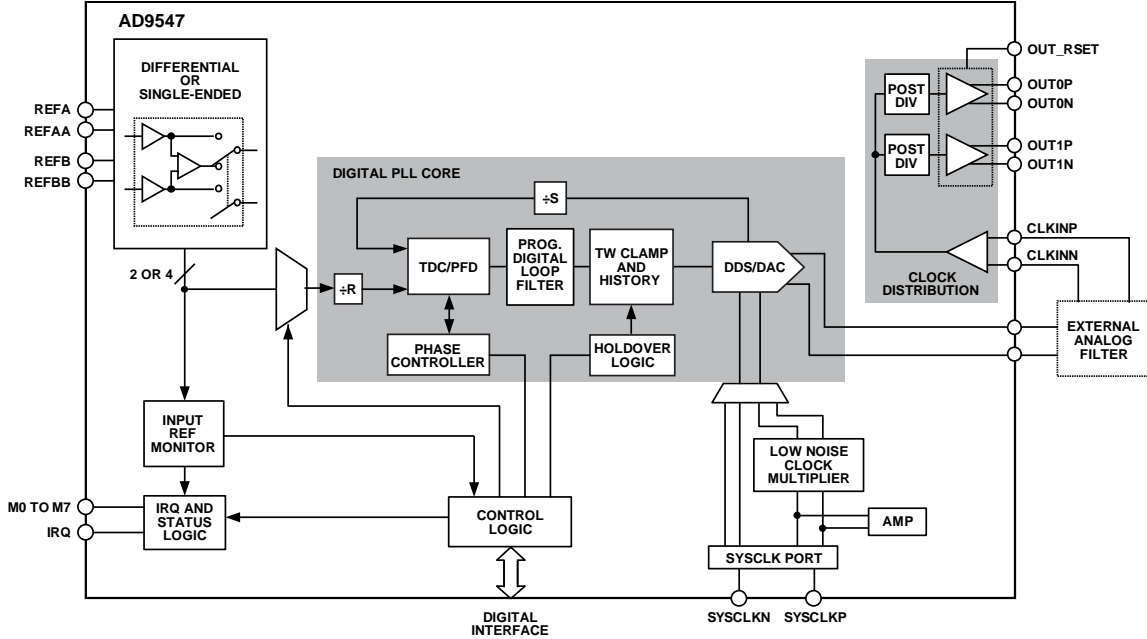 AD9547
DIFFERENTIAL
OR
SINGLE-ENDED
REFA
REFAA
REFB
REFBB
2 OR 4
DIGITAL PLL CORE
÷S
÷R
TDC/PFD
PROG.
DIGITAL
LOOP
FILTER
TW CLAMP
AND
HISTORY
DDS/DAC
PHASE
CONTROLLER
HOLDOVER
LOGIC
POST
DIV
POST
DIV
CLOCK
DISTRIBUTION
OUT_RSET
OUT0P
OUT0N
OUT1P
OUT1N
CLKINP
CLKINN
EXTERNAL
ANALOG
FILTER
INPUT
REF
MONITOR
LOW NOISE
CLOCK
MULTIPLIER
AMP
M0 TO M7
IRQ
IRQ AND
STATUS
LOGIC
CONTROL
LOGIC
SYSCLK PORT
DIGITAL
INTERFACE
SYSCLKN
SYSCLKP